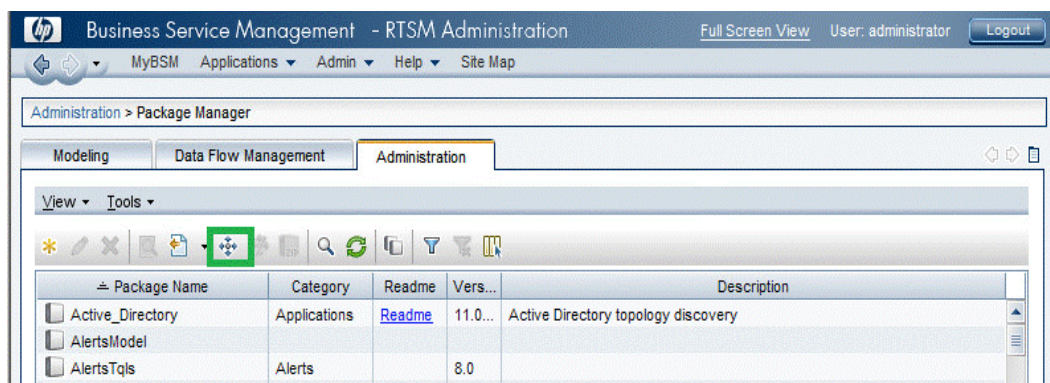 hp Business Service Management - RTSM Administration Full Screen View User: administrator Logout
MyBSM Applications Admin Help Site Map
Administration > Package Manager
Modeling Data Flow Management Administration
View Tools
Package Name Category Readme Vers... Description
Active_Directory Applications Readme 11.0... Active Directory topology discovery
AlertsModel
AlertsTqls Alerts 8.0